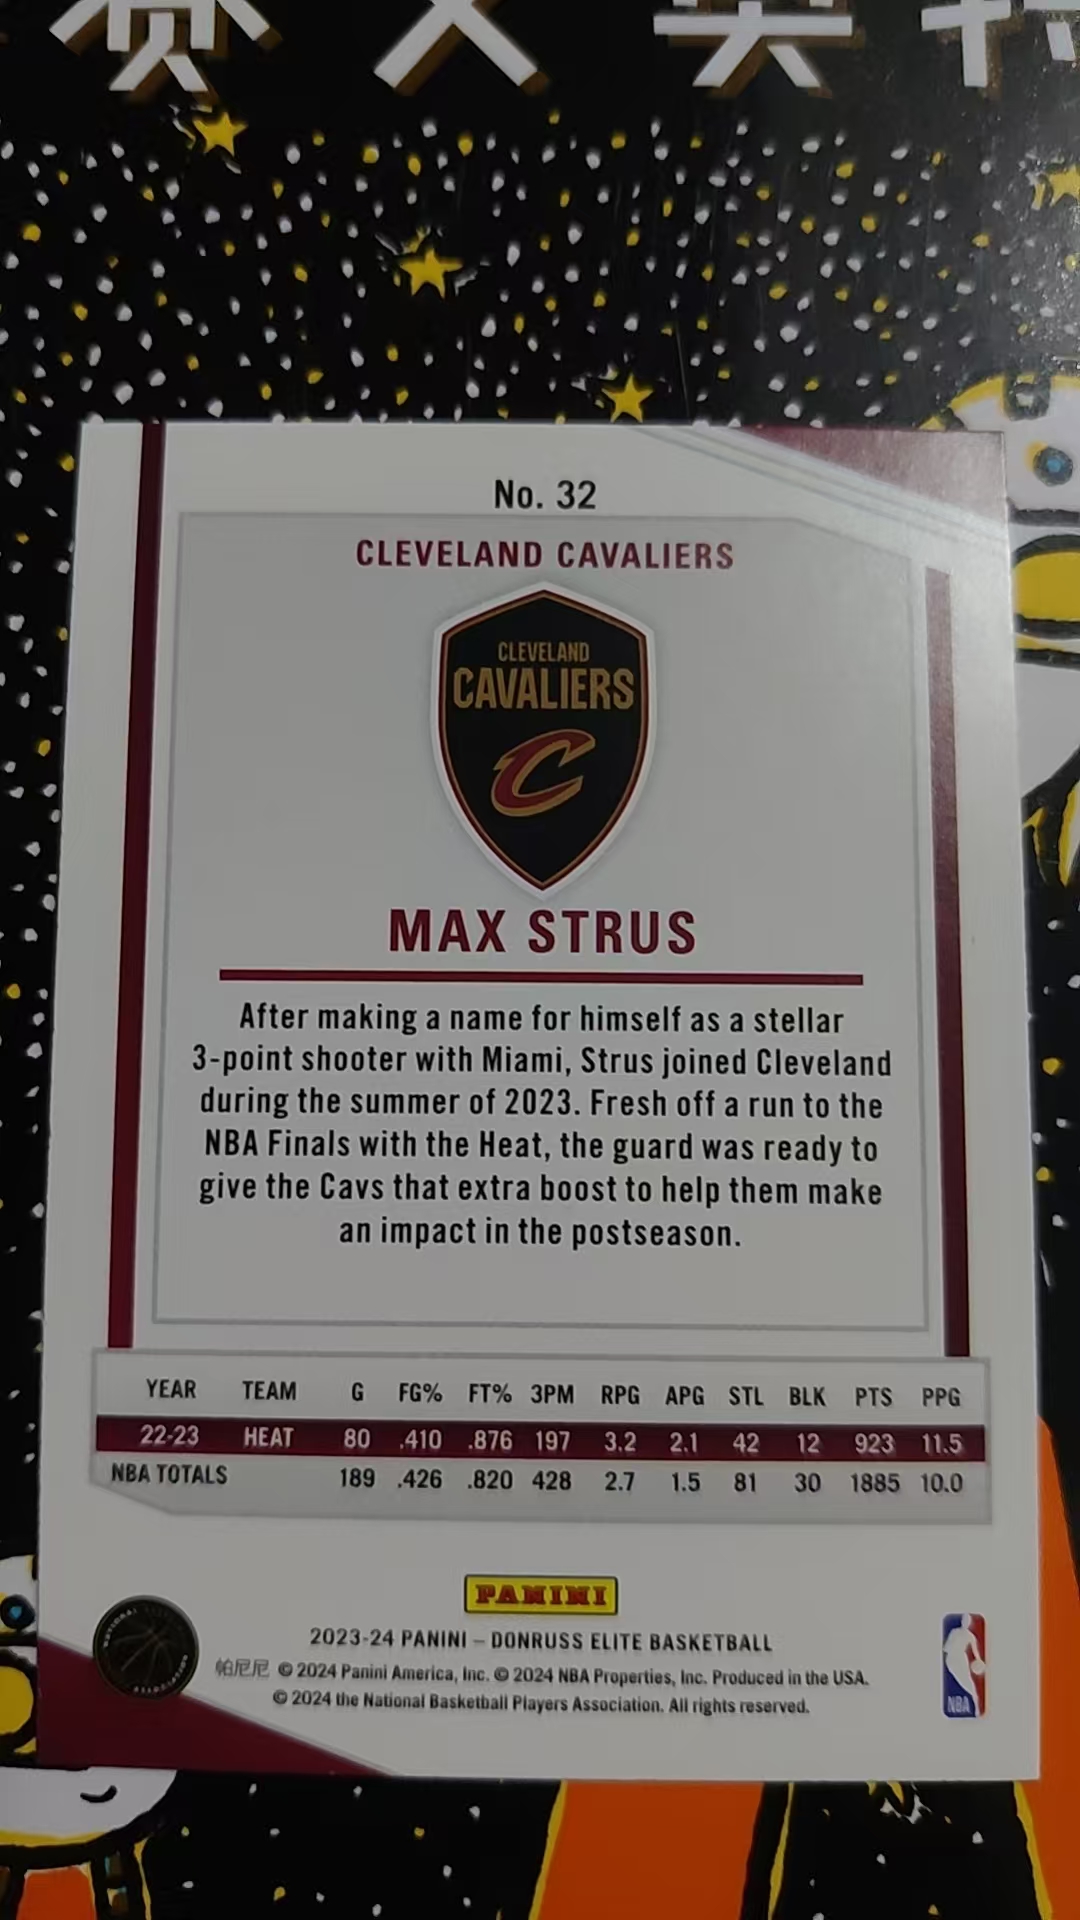 No. 32
CLEVELAND CAVALIERS
CLEVELAND
CAVALIERS
C
MAX STRUS
After making a name for himself as a stellar
3-point shooter with Miami, Strus joined Cleveland
during the summer of 2023. Fresh off a run to the
NBA Finals with the Heat, the guard was ready to
give the Cavs that extra boost to help them make
an impact in the postseason.
YEAR TEAM G FG% FT% 3PM RPG APG STL BLK PTS PPG
22-23 HEAT 80 .410 .876 197 3.2 2.1 42 12 923 11.5
NBA TOTALS 189 .426 .820 428 2.7 1.5 81 30 1885 10.0
PANINI
2023-24 PANINI – DONRUSS ELITE BASKETBALL
帕尼尼 © 2024 Panini America, Inc. © 2024 NBA Properties, Inc. Produced in the USA.
© 2024 the National Basketball Players Association. All rights reserved.
NBA